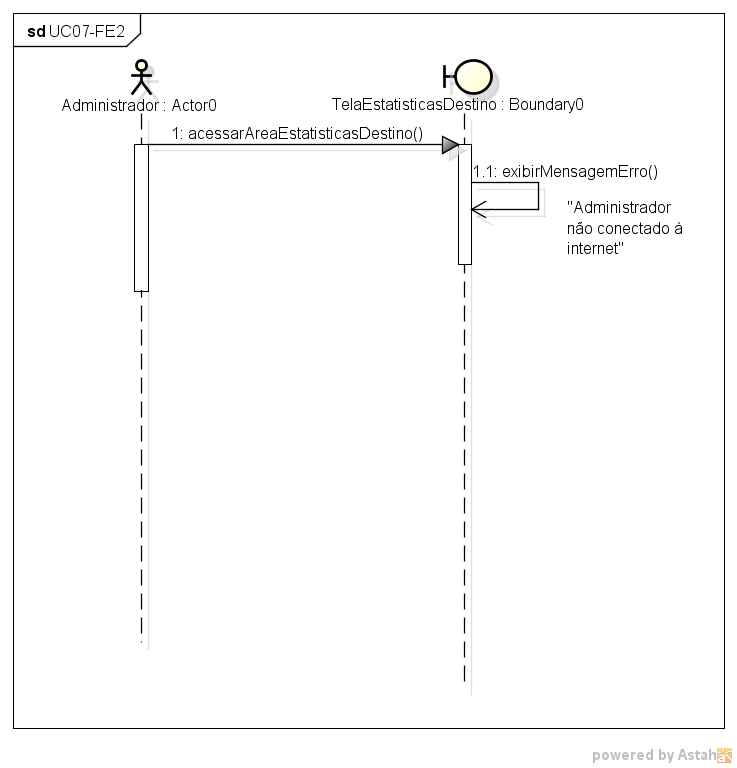 sd UC07-FE2
Administrador : Actor0
TelaEstatisticasDestino : Boundary0
1: acessarAreaEstatisticasDestino()
1.1: exibirMensagemErro()
"Administrador
não conectado à
internet"
powered by Astah